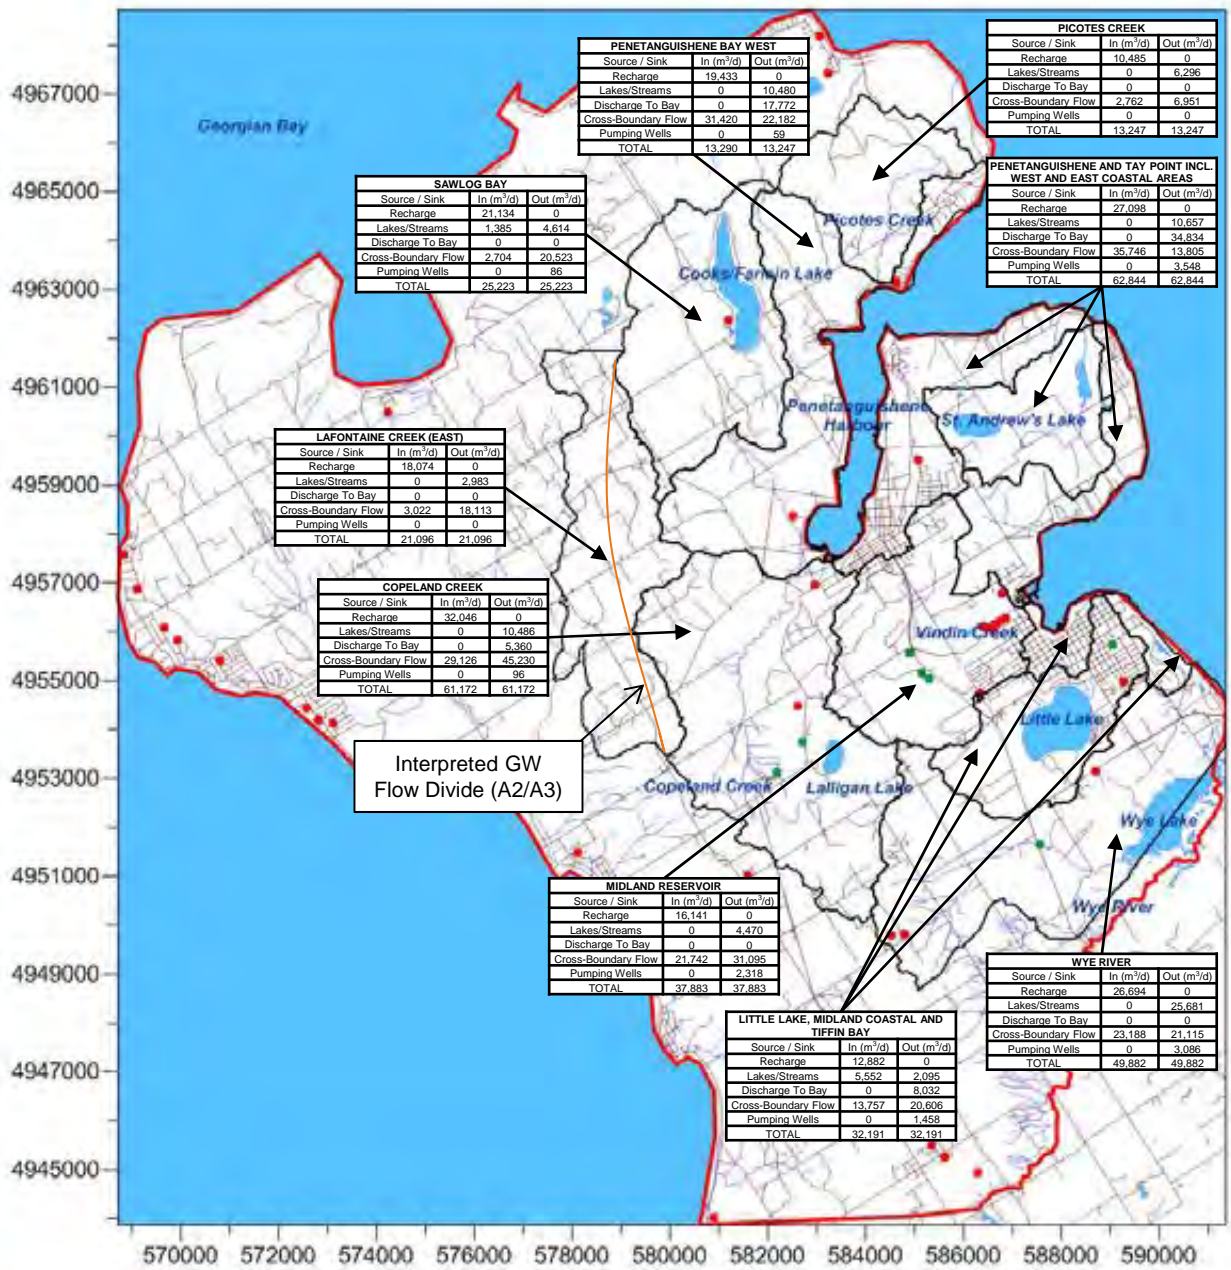 PENETANGUISHENE BAY WEST
Source / Sink In (m³/d) Out (m³/d)
Recharge 19,433 0
Lakes/Streams 0 10,480
Discharge To Bay 0 17,772
Cross-Boundary Flow 31,420 22,182
Pumping Wells 0 59
TOTAL 13,290 13,247
PICOTES CREEK
Source / Sink In (m³/d) Out (m³/d)
Recharge 10,485 0
Lakes/Streams 0 6,296
Discharge To Bay 0 0
Cross-Boundary Flow 2,762 6,951
Pumping Wells 0 0
TOTAL 13,247 13,247
PENETANGUISHENE AND TAY POINT INCL.
WEST AND EAST COASTAL AREAS
Source / Sink In (m³/d) Out (m³/d)
Recharge 27,098 0
Lakes/Streams 0 10,657
Discharge To Bay 0 34,834
Cross-Boundary Flow 35,746 13,805
Pumping Wells 0 3,548
TOTAL 62,844 62,844
SAWLOG BAY
Source / Sink In (m³/d) Out (m³/d)
Recharge 21,134 0
Lakes/Streams 1,385 4,614
Discharge To Bay 0 0
Cross-Boundary Flow 2,704 20,523
Pumping Wells 0 86
TOTAL 25,223 25,223
LAFONTAINE CREEK (EAST)
Source / Sink In (m³/d) Out (m³/d)
Recharge 18,074 0
Lakes/Streams 0 2,983
Discharge To Bay 0 0
Cross-Boundary Flow 3,022 18,113
Pumping Wells 0 0
TOTAL 21,096 21,096
COPELAND CREEK
Source / Sink In (m³/d) Out (m³/d)
Recharge 32,046 0
Lakes/Streams 0 10,486
Discharge To Bay 0 5,360
Cross-Boundary Flow 29,126 45,230
Pumping Wells 0 96
TOTAL 61,172 61,172
Interpreted GW
Flow Divide (A2/A3)
MIDLAND RESERVOIR
Source / Sink In (m³/d) Out (m³/d)
Recharge 16,141 0
Lakes/Streams 0 4,470
Discharge To Bay 0 0
Cross-Boundary Flow 21,742 31,095
Pumping Wells 0 2,318
TOTAL 37,883 37,883
LITTLE LAKE, MIDLAND COASTAL AND
TIFFIN BAY
Source / Sink In (m³/d) Out (m³/d)
Recharge 12,882 0
Lakes/Streams 5,552 2,095
Discharge To Bay 0 8,032
Cross-Boundary Flow 13,757 20,606
Pumping Wells 0 1,458
TOTAL 32,191 32,191
WYE RIVER
Source / Sink In (m³/d) Out (m³/d)
Recharge 26,694 0
Lakes/Streams 0 25,681
Discharge To Bay 0 0
Cross-Boundary Flow 23,188 21,115
Pumping Wells 0 3,086
TOTAL 49,882 49,882
Georgian Bay
Picotes Creek
Cooks/Farlain Lake
Penetanguishene
Harbour
St. Andrew's Lake
Vindin Creek
Little Lake
Copeland Creek
Lalligan Lake
Wye Lake
Wye River
4967000
4965000
4963000
4961000
4959000
4957000
4955000
4953000
4951000
4949000
4947000
4945000
570000 572000 574000 576000 578000 580000 582000 584000 586000 588000 590000